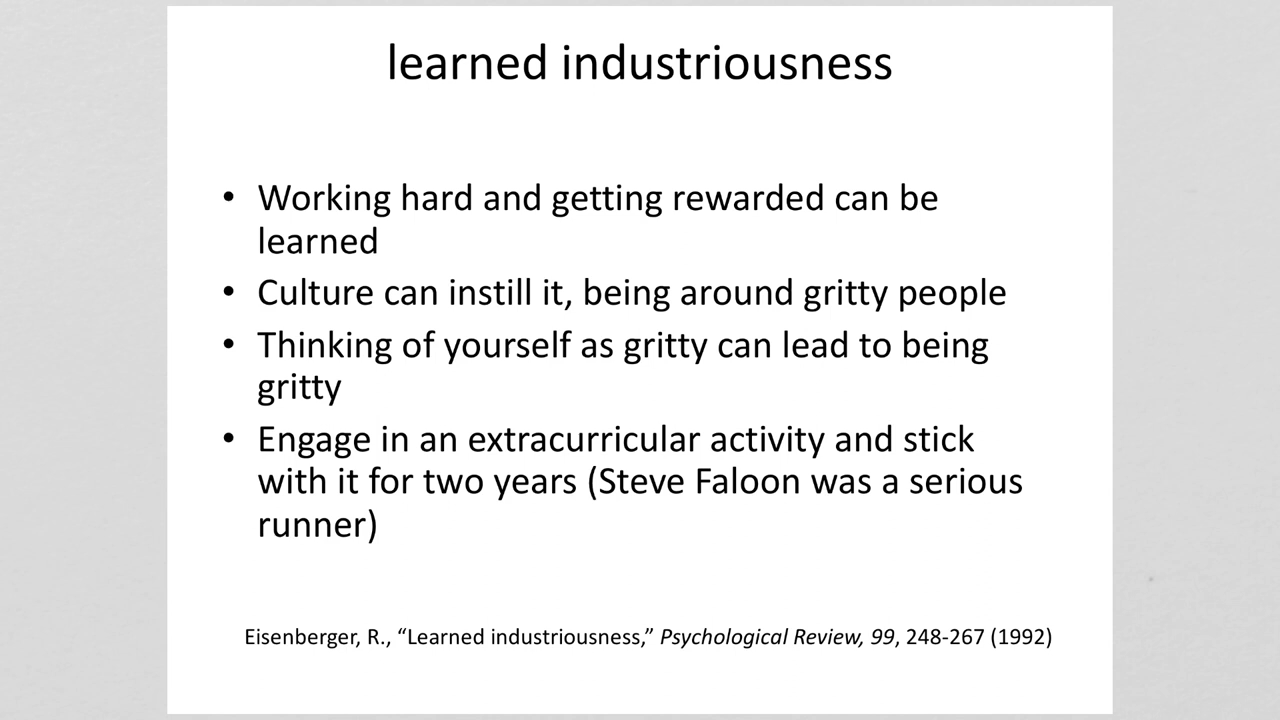 learned industriousness
• Working hard and getting rewarded can be
learned
• Culture can instill it, being around gritty people
• Thinking of yourself as gritty can lead to being
gritty
• Engage in an extracurricular activity and stick
with it for two years (Steve Faloon was a serious
runner)
Eisenberger, R., “Learned industriousness,” Psychological Review, 99, 248-267 (1992)